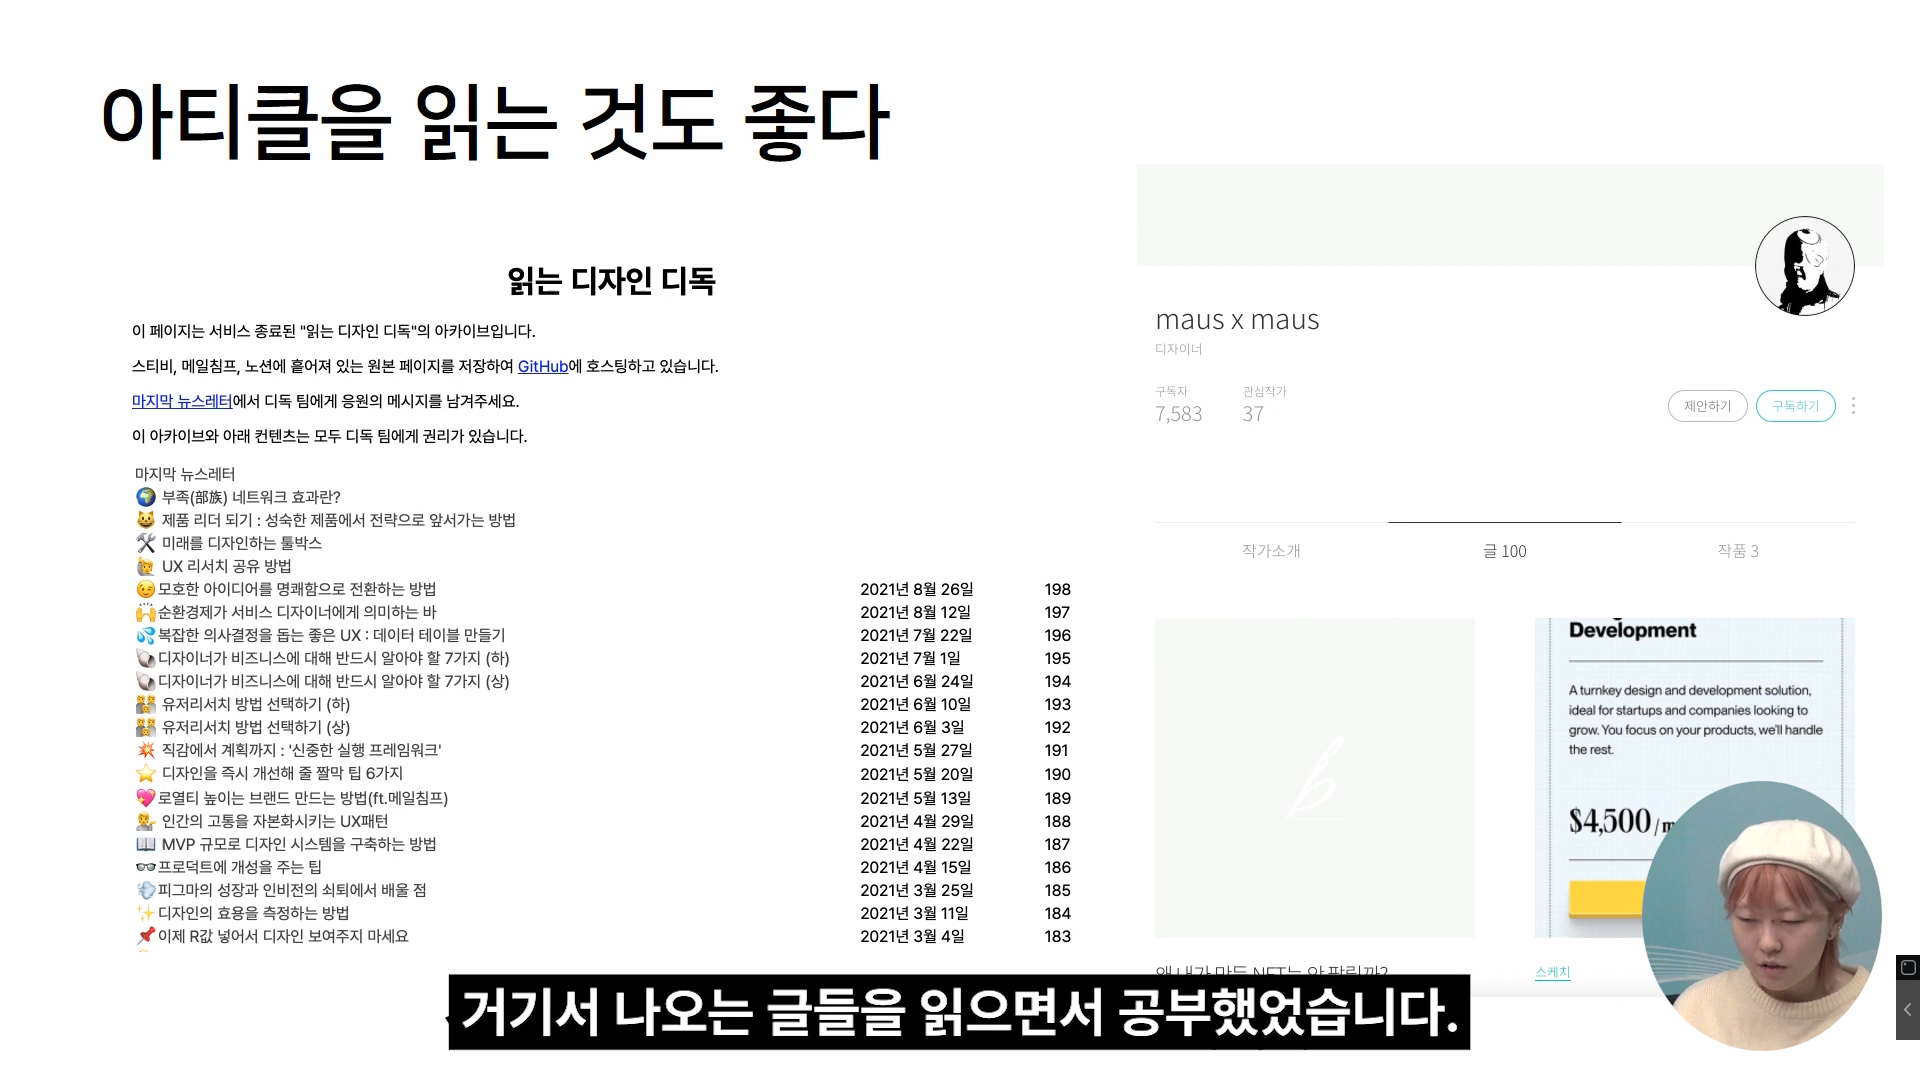 아티클을 읽는 것도 좋다
읽는 디자인 디독
이 페이지는 서비스 종료된 "읽는 디자인 디독"의 아카이브입니다.
스티비, 메일침프, 노션에 흩어져 있는 원본 페이지를 저장하여 GitHub에 호스팅하고 있습니다.
마지막 뉴스레터에서 디독 팀에게 응원의 메시지를 남겨주세요.
이 아카이브와 아래 컨텐츠는 모두 디독 팀에게 권리가 있습니다.
마지막 뉴스레터
🌍 부족(部族) 네트워크 효과란?
😺 제품 리더 되기 : 성숙한 제품에서 전략으로 앞서가는 방법
🛠 미래를 디자인하는 툴박스
🙋 UX 리서치 공유 방법
😉모호한 아이디어를 명쾌함으로 전환하는 방법 2021년 8월 26일 198
🙌순환경제가 서비스 디자이너에게 의미하는 바 2021년 8월 12일 197
💦복잡한 의사결정을 돕는 좋은 UX : 데이터 테이블 만들기 2021년 7월 22일 196
🗞디자이너가 비즈니스에 대해 반드시 알아야 할 7가지 (하) 2021년 7월 1일 195
🗞디자이너가 비즈니스에 대해 반드시 알아야 할 7가지 (상) 2021년 6월 24일 194
👪 유저리서치 방법 선택하기 (하) 2021년 6월 10일 193
👪 유저리서치 방법 선택하기 (상) 2021년 6월 3일 192
💥 직감에서 계획까지 : '신중한 실행 프레임워크' 2021년 5월 27일 191
⭐ 디자인을 즉시 개선해 줄 짤막 팁 6가지 2021년 5월 20일 190
💖로열티 높이는 브랜드 만드는 방법(ft.메일침프) 2021년 5월 13일 189
💁 인간의 고통을 자본화시키는 UX패턴 2021년 4월 29일 188
📖 MVP 규모로 디자인 시스템을 구축하는 방법 2021년 4월 22일 187
👓프로덕트에 개성을 주는 팁 2021년 4월 15일 186
💨피그마의 성장과 인비전의 쇠퇴에서 배울 점 2021년 3월 25일 185
✨디자인의 효용을 측정하는 방법 2021년 3월 11일 184
📌이제 R값 넣어서 디자인 보여주지 마세요 2021년 3월 4일 183
maus x maus
디자이너
구독자 관심작가
7,583 37
제안하기 구독하기
작가소개 글 100 작품 3
Development
A turnkey design and development solution,
ideal for startups and companies looking to
grow. You focus on your products, we'll handle
the rest.
$4,500/m
스케치
거기서 나오는 글들을 읽으면서 공부했었습니다.